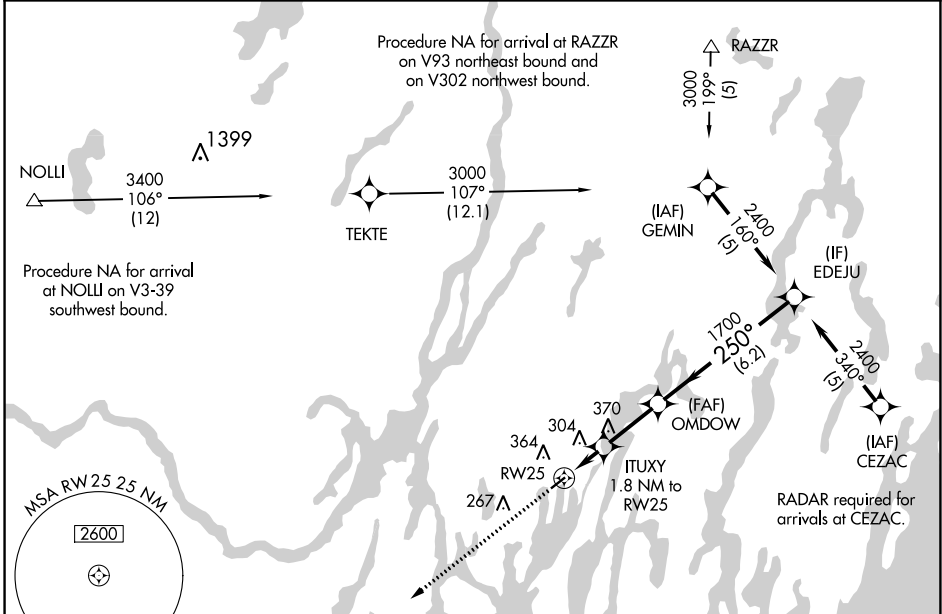 Procedure NA for arrival at RAZZR
on V93 northeast bound and
on V302 northwest bound.
RAZZR
3000
199°
(5)
1399
NOLLI
3400
106°
(12)
3000
107°
(12.1)
TEKTE
(IAF)
GEMIN
2400
160°
(5)
(IF)
EDEJU
Procedure NA for arrival
at NOLLI on V3-39
southwest bound.
1700
250°
(6.2)
2400
340°
(5)
(FAF)
OMDOW
370
304
364
RW25
267
ITUXY
1.8 NM to
RW25
(IAF)
CEZAC
RADAR required for
arrivals at CEZAC.
MSA RW25 25 NM
2600